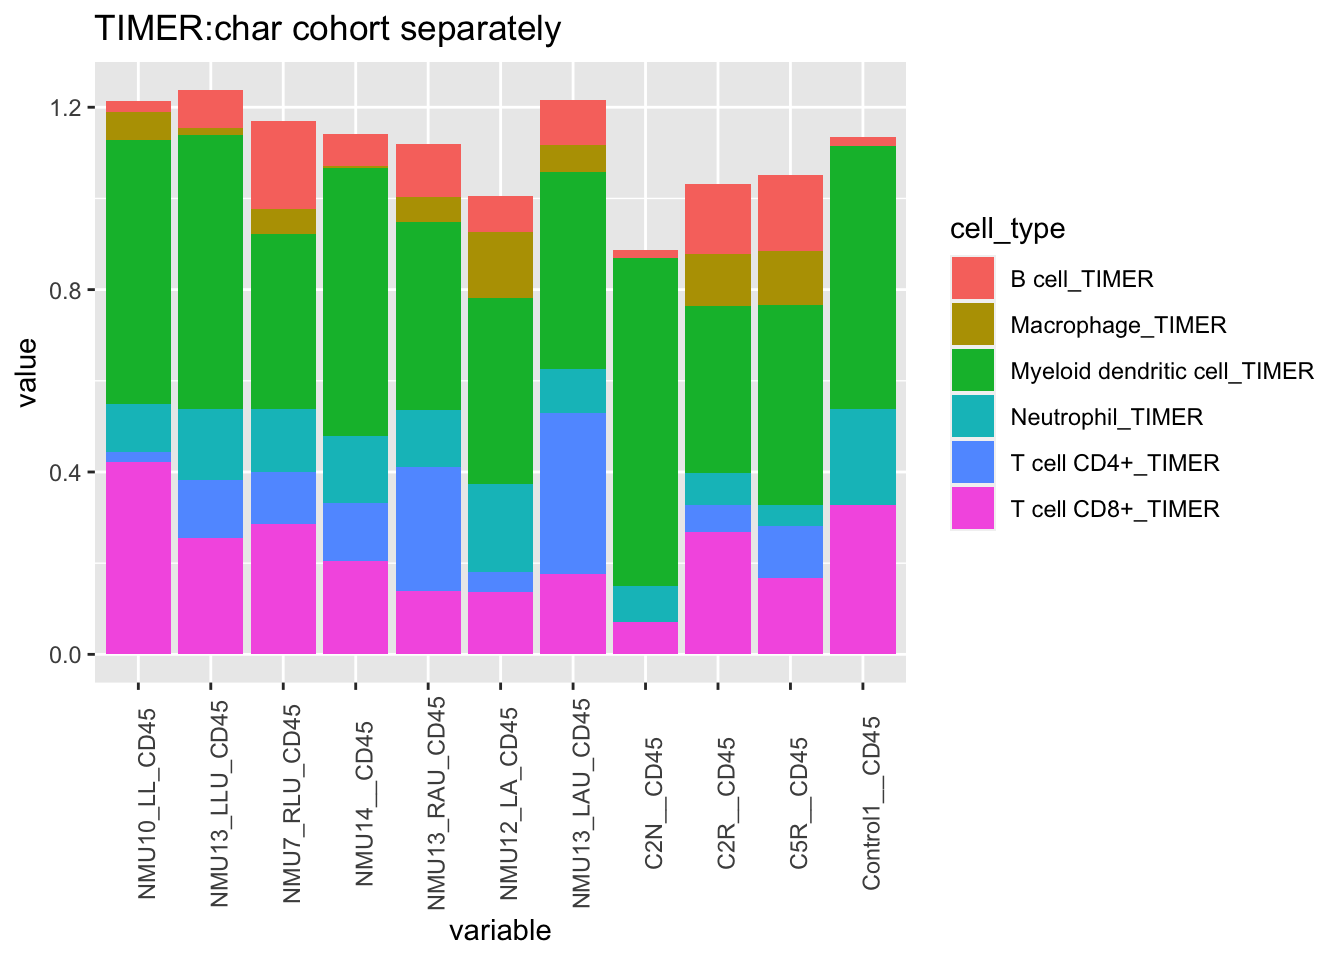 TIMER:char cohort separately
value
1.2
0.8
0.4
0.0
NMU10_LL_CD45
NMU13_LLU_CD45
NMU7_RLU_CD45
NMU14__CD45
NMU13_RAU_CD45
NMU12_LA_CD45
NMU13_LAU_CD45
C2N__CD45
C2R__CD45
C5R__CD45
Control1__CD45
variable
cell_type
B cell_TIMER
Macrophage_TIMER
Myeloid dendritic cell_TIMER
Neutrophil_TIMER
T cell CD4+_TIMER
T cell CD8+_TIMER